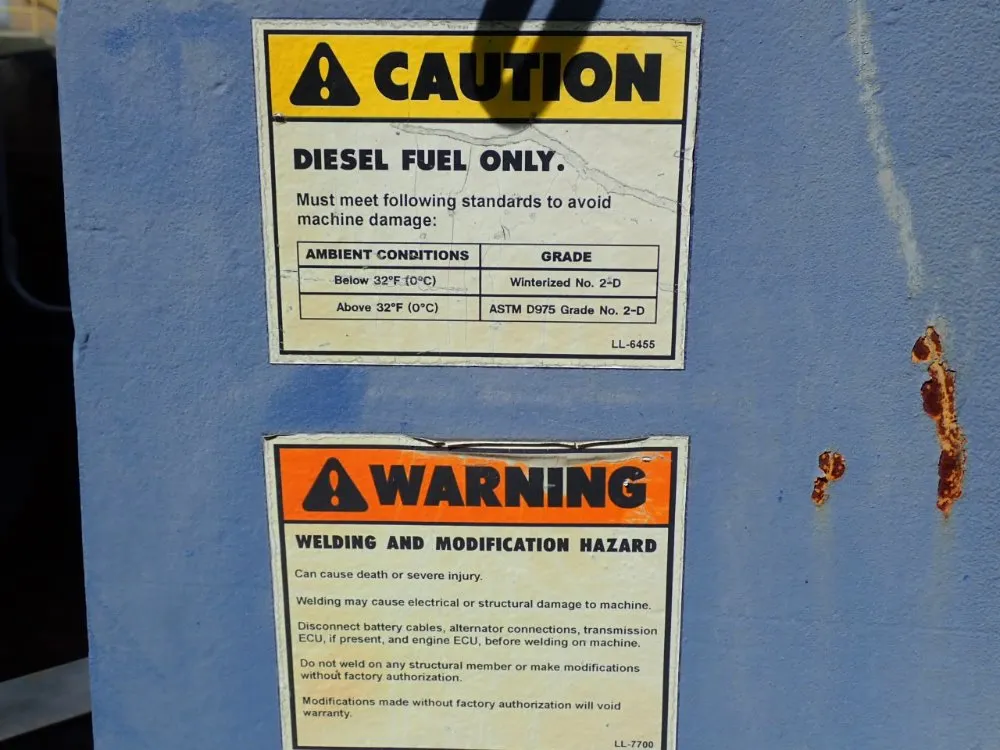 CAUTION
DIESEL FUEL ONLY.
Must meet following standards to avoid
machine damage:
AMBIENT CONDITIONS GRADE
Below 32°F (0°C) Winterized No. 2-D
Above 32°F (0°C) ASTM D975 Grade No. 2-D
LL-6455
WARNING
WELDING AND MODIFICATION HAZARD
Can cause death or severe injury.
Welding may cause electrical or structural damage to machine.
Disconnect battery cables, alternator connections, transmission
ECU, if present, and engine ECU, before welding on machine.
Do not weld on any structural member or make modifications
without factory authorization.
Modifications made without factory authorization will void
warranty.
LL-7700